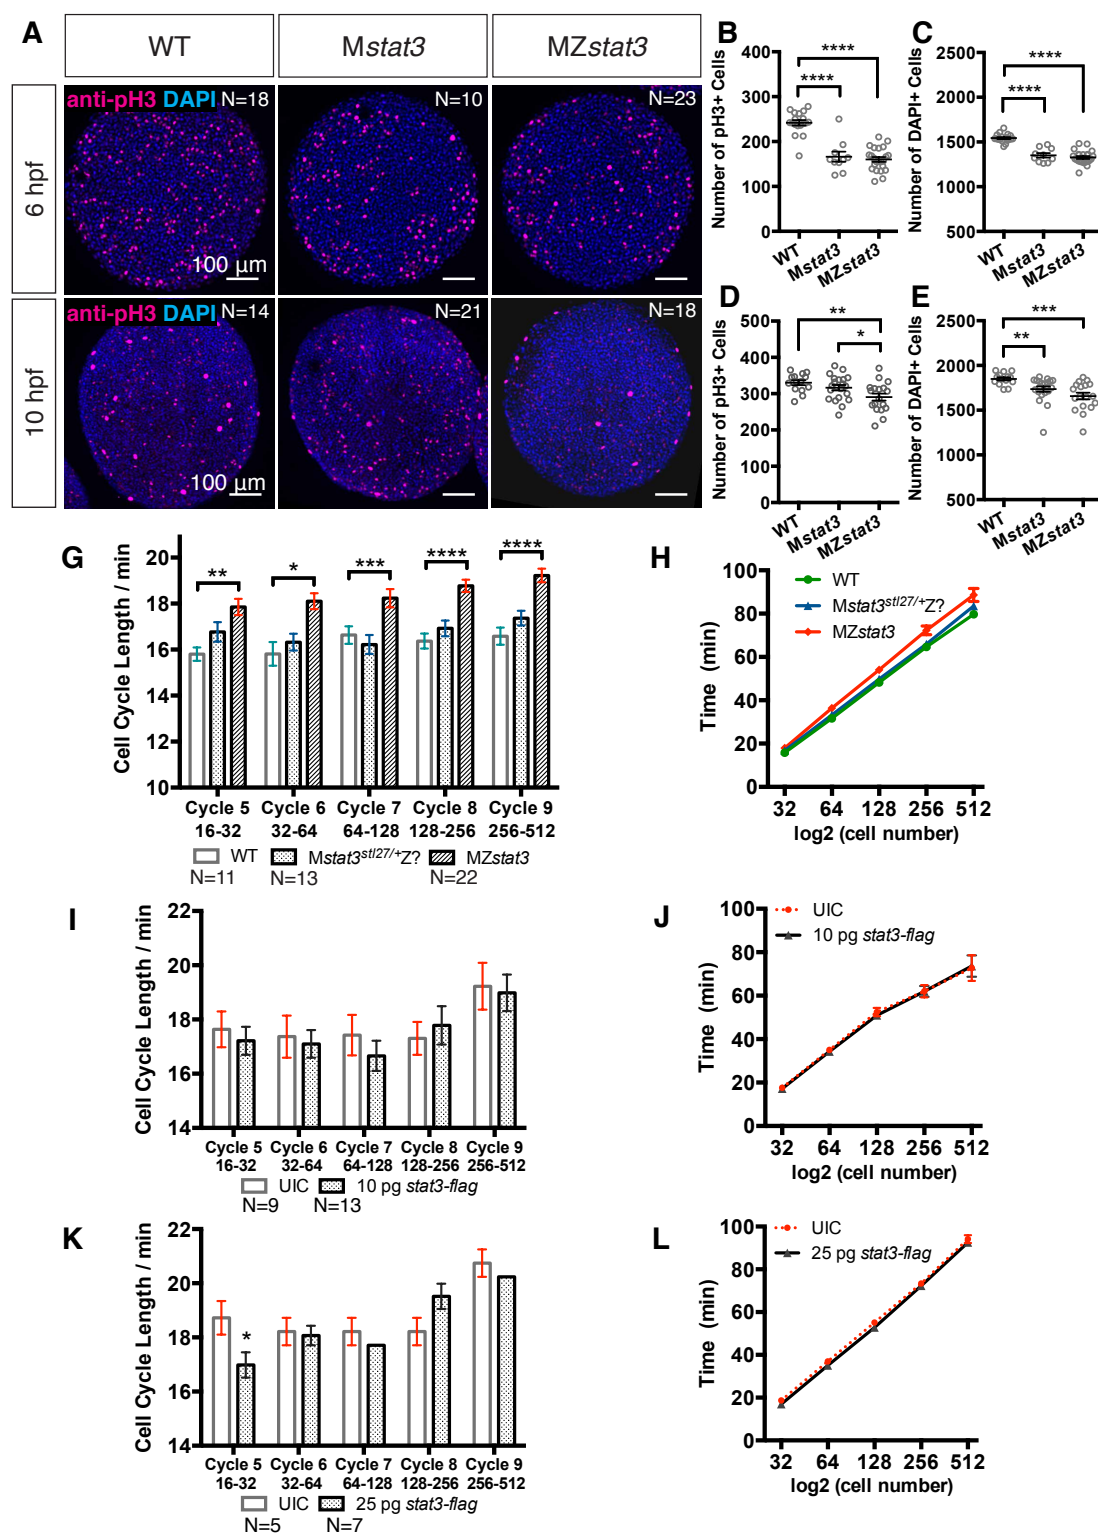 A
WT
Mstat3
MZstat3
6 hpf
anti-pH3 DAPI N=18
100 μm
N=10
N=23
10 hpf
anti-pH3 DAPI N=14
100 μm
N=21
N=18
B
Number of pH3+ Cells
400
300
200
100
0
****
****
WT
Mstat3
MZstat3
C
Number of DAPI+ Cells
2500
2000
1500
1000
500
****
****
WT
Mstat3
MZstat3
D
Number of pH3+ Cells
500
400
300
200
100
0
**
*
WT
Mstat3
MZstat3
E
Number of DAPI+ Cells
2500
2000
1500
1000
500
***
**
WT
Mstat3
MZstat3
G
Cell Cycle Length / min
20
18
16
14
12
10
**
*
***
****
****
Cycle 5 Cycle 6 Cycle 7 Cycle 8 Cycle 9
16-32 32-64 64-128 128-256 256-512
WT Mstat3stl27/+Z? MZstat3
N=11 N=13 N=22
H
Time (min)
100
80
60
40
20
0
WT
Mstat3stl27/+Z?
MZstat3
32 64 128 256 512
log2 (cell number)
I
Cell Cycle Length / min
22
20
18
16
14
Cycle 5 Cycle 6 Cycle 7 Cycle 8 Cycle 9
16-32 32-64 64-128 128-256 256-512
UIC 10 pg stat3-flag
N=9 N=13
J
Time (min)
100
80
60
40
20
0
UIC
10 pg stat3-flag
32 64 128 256 512
log2 (cell number)
K
Cell Cycle Length / min
22
20
18
16
14
*
Cycle 5 Cycle 6 Cycle 7 Cycle 8 Cycle 9
16-32 32-64 64-128 128-256 256-512
UIC 25 pg stat3-flag
N=5 N=7
L
Time (min)
100
80
60
40
20
0
UIC
25 pg stat3-flag
32 64 128 256 512
log2 (cell number)